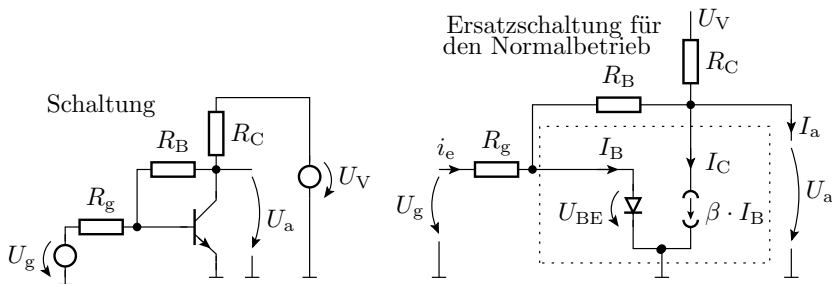 Schaltung
R_B
R_C
R_g
U_g
U_a
U_V
Ersatzschaltung für
den Normalbetrieb
U_V
R_C
R_B
I_a
i_e
R_g
I_B
I_C
U_g
U_BE
β · I_B
U_a